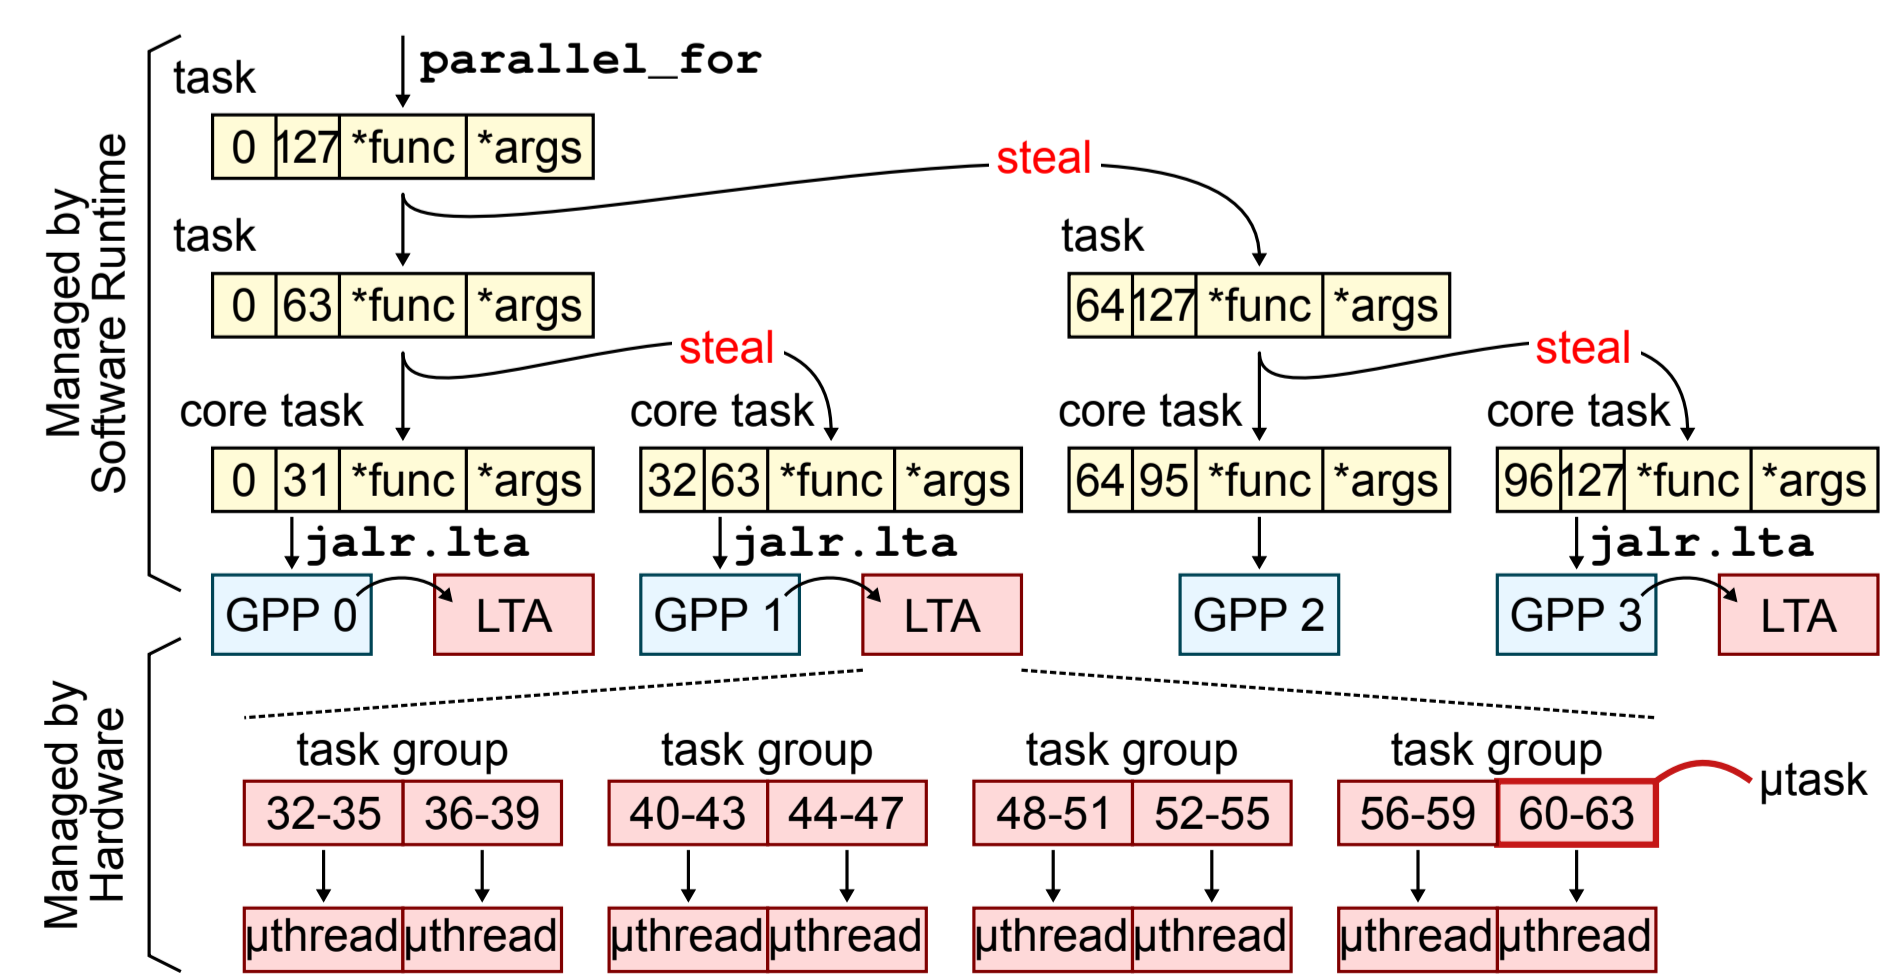 parallel_for
task
0 127 *func *args
steal
task
task
0 63 *func *args
64 127 *func *args
steal
steal
core task
core task
core task
core task
0 31 *func *args
32 63 *func *args
64 95 *func *args
96 127 *func *args
jalr.lta
jalr.lta
jalr.lta
GPP 0
LTA
GPP 1
LTA
GPP 2
GPP 3
LTA
Managed by
Software Runtime
task group
task group
task group
task group
µtask
32-35 36-39
40-43 44-47
48-51 52-55
56-59 60-63
µthread µthread
µthread µthread
µthread µthread
µthread µthread
Managed by
Hardware